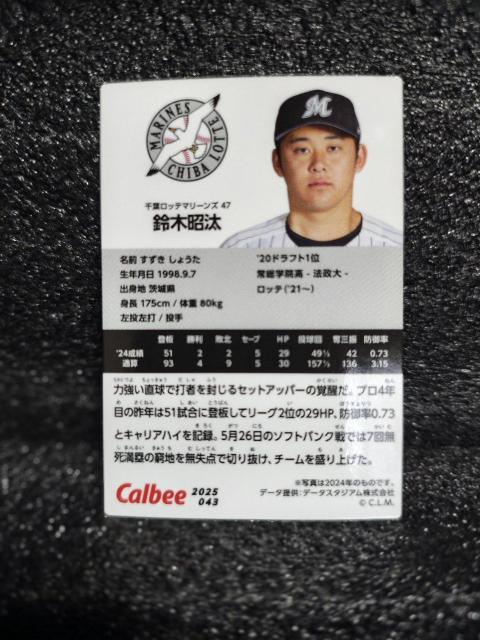 MARINES
CHIBA LOTTE
M
千葉ロッテマリーンズ 47
鈴木昭汰
名前 すずき しょうた
生年月日 1998.9.7
出身地 茨城県
身長 175cm / 体重 80kg
左投左打 / 投手
'20ドラフト1位
常総学院高 - 法政大 -
ロッテ('21〜)
登板 勝利 敗北 セーブ HP 投球回 奪三振 防御率
'24成績 51 2 2 5 29 49⅓ 42 0.73
通算 93 4 9 5 30 157⅓ 136 3.15
力強い直球で打者を封じるセットアッパーの覚醒だ。プロ4年
目の昨年は51試合に登板してリーグ2位の29HP、防御率0.73
とキャリアハイを記録。5月26日のソフトバンク戦では7回無
死満塁の窮地を無失点で切り抜け、チームを盛り上げた。
Calbee 2025
043
※写真は2024年のものです。
データ提供:データスタジアム株式会社
© C.L.M.